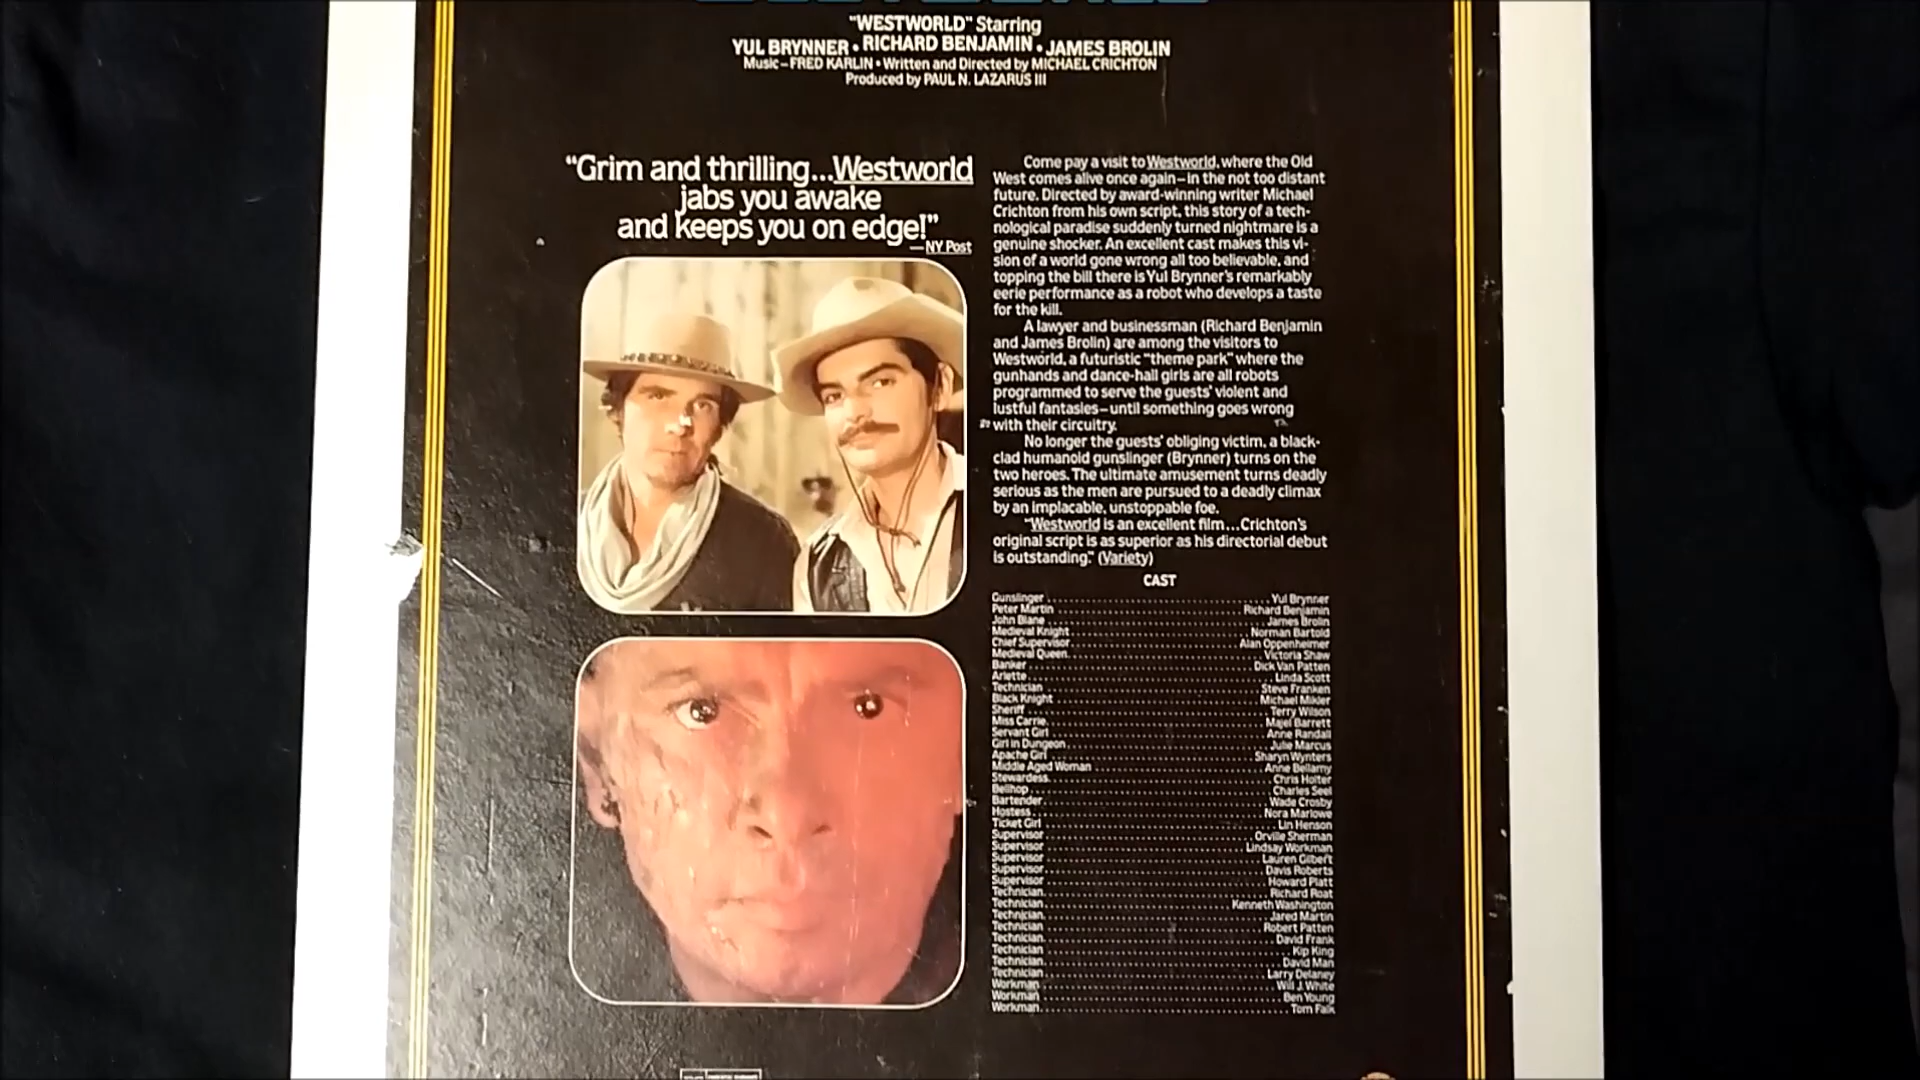 "WESTWORLD" Starring
YUL BRYNNER • RICHARD BENJAMIN • JAMES BROLIN
Music – FRED KARLIN • Written and Directed by MICHAEL CRICHTON
Produced by PAUL N. LAZARUS III
"Grim and thrilling...Westworld
jabs you awake
and keeps you on edge!"
—NY Post
Come pay a visit to Westworld, where the Old
West comes alive once again—in the not too distant
future. Directed by award-winning writer Michael
Crichton from his own script, this story of a tech-
nological paradise suddenly turned nightmare is a
genuine shocker. An excellent cast makes this vi-
sion of a world gone wrong all too believable, and
topping the bill there is Yul Brynner's remarkably
eerie performance as a robot who develops a taste
for the kill.
A lawyer and businessman (Richard Benjamin
and James Brolin) are among the visitors to
Westworld, a futuristic "theme park" where the
gunhands and dance-hall girls are all robots
programmed to serve the guests' violent and
lustful fantasies—until something goes wrong
with their circuitry.
No longer the guests' obliging victim, a black-
clad humanoid gunslinger (Brynner) turns on the
two heroes. The ultimate amusement turns deadly
serious as the men are pursued to a deadly climax
by an implacable, unstoppable foe.
"Westworld is an excellent film...Crichton's
original script is as superior as his directorial debut
is outstanding." (Variety)
CAST
Gunslinger Yul Brynner
Peter Martin Richard Benjamin
John Blane James Brolin
Medieval Knight Norman Bartold
Chief Supervisor Alan Oppenheimer
Medieval Queen Victoria Shaw
Banker Dick Van Patten
Arlette Linda Scott
Technician Steve Franken
Black Knight Michael Mikler
Sheriff Terry Wilson
Miss Carrie Majel Barrett
Servant Girl Anne Randall
Girl in Dungeon Julie Marcus
Apache Girl Sharyn Wynters
Middle Aged Woman Anne Bellamy
Stewardess Chris Holter
Bellhop Charles Seel
Bartender Wade Crosby
Hostess Nora Marlowe
Ticket Girl Lin Henson
Supervisor Orville Sherman
Supervisor Lindsay Workman
Supervisor Lauren Gilbert
Supervisor Davis Roberts
Supervisor Howard Platt
Technician Richard Roat
Technician Kenneth Washington
Technician Jared Martin
Technician Robert Patten
Technician David Frank
Technician Kip King
Technician David Man
Technician Larry Delaney
Workman Will J. White
Workman Ben Young
Workman Tom Falk